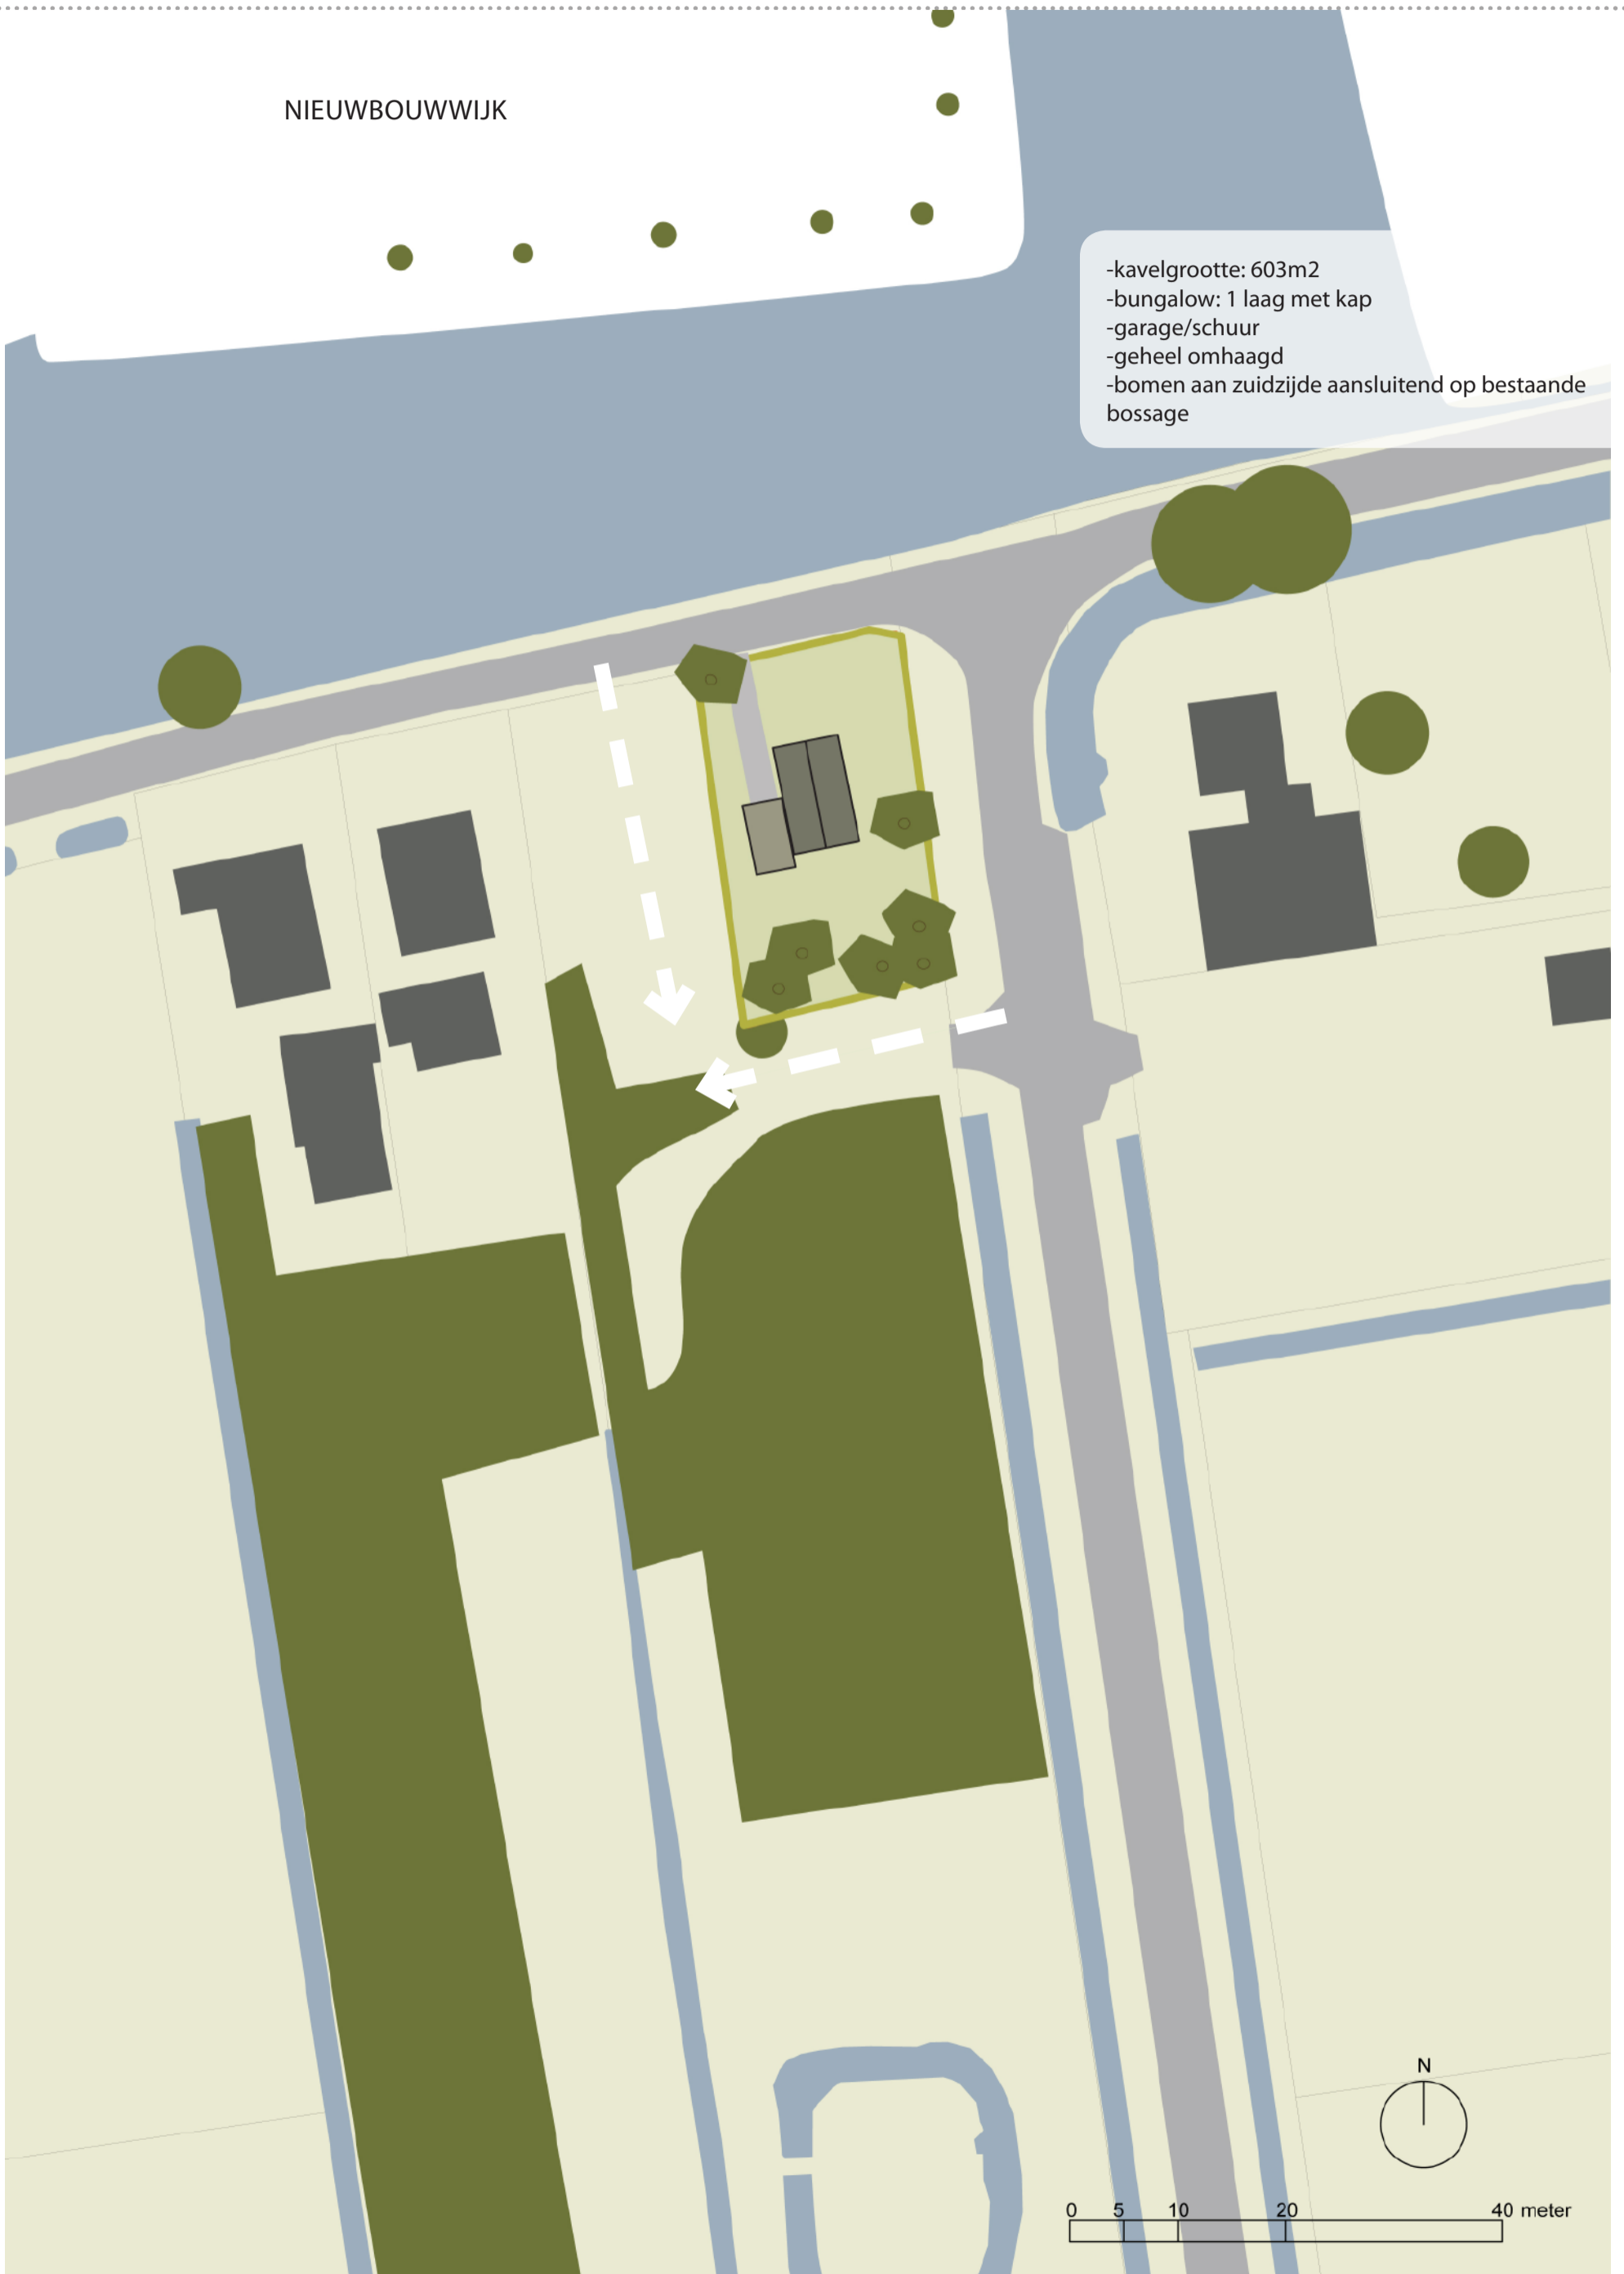 NIEUWBOUWWIJK
-kavelgrootte: 603m2
-bungalow: 1 laag met kap
-garage/schuur
-geheel omhaagd
-bomen aan zuidzijde aansluitend op bestaande
bossage
N
0 5 10 20 40 meter